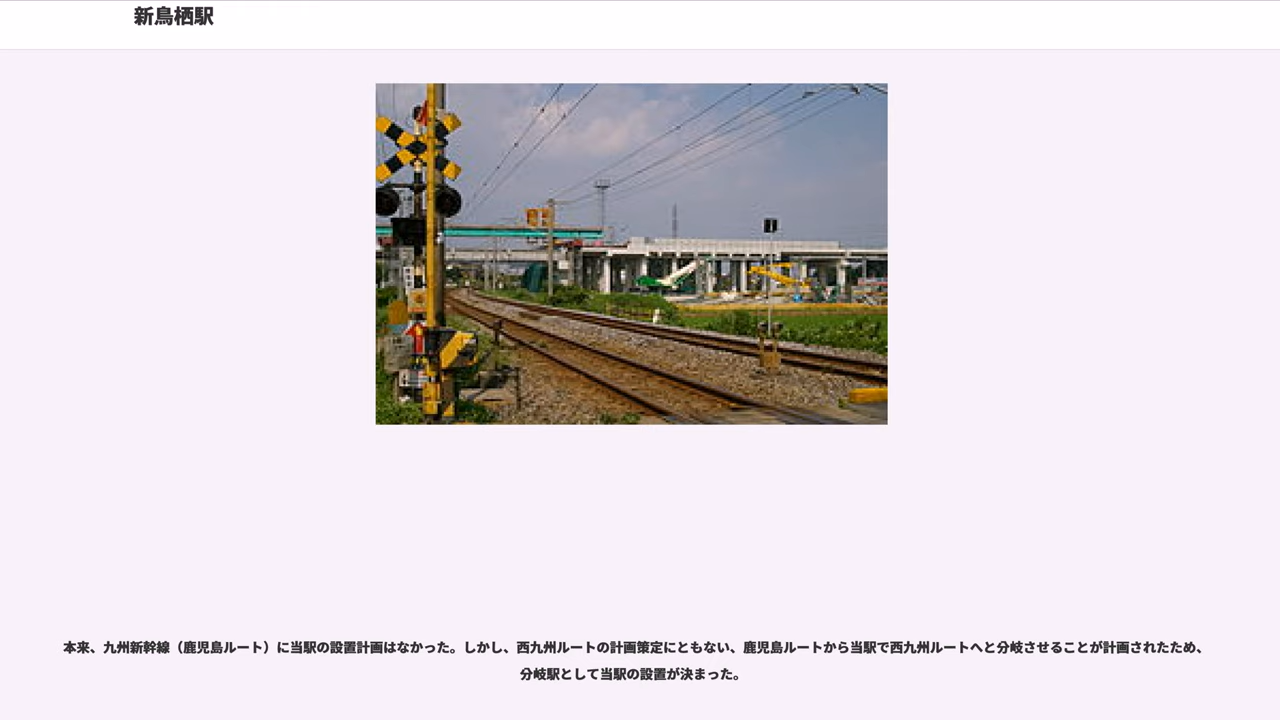 新鳥栖駅
本来、九州新幹線（鹿児島ルート）に当駅の設置計画はなかった。しかし、西九州ルートの計画策定にともない、鹿児島ルートから当駅で西九州ルートへと分岐させることが計画されたため、
分岐駅として当駅の設置が決まった。